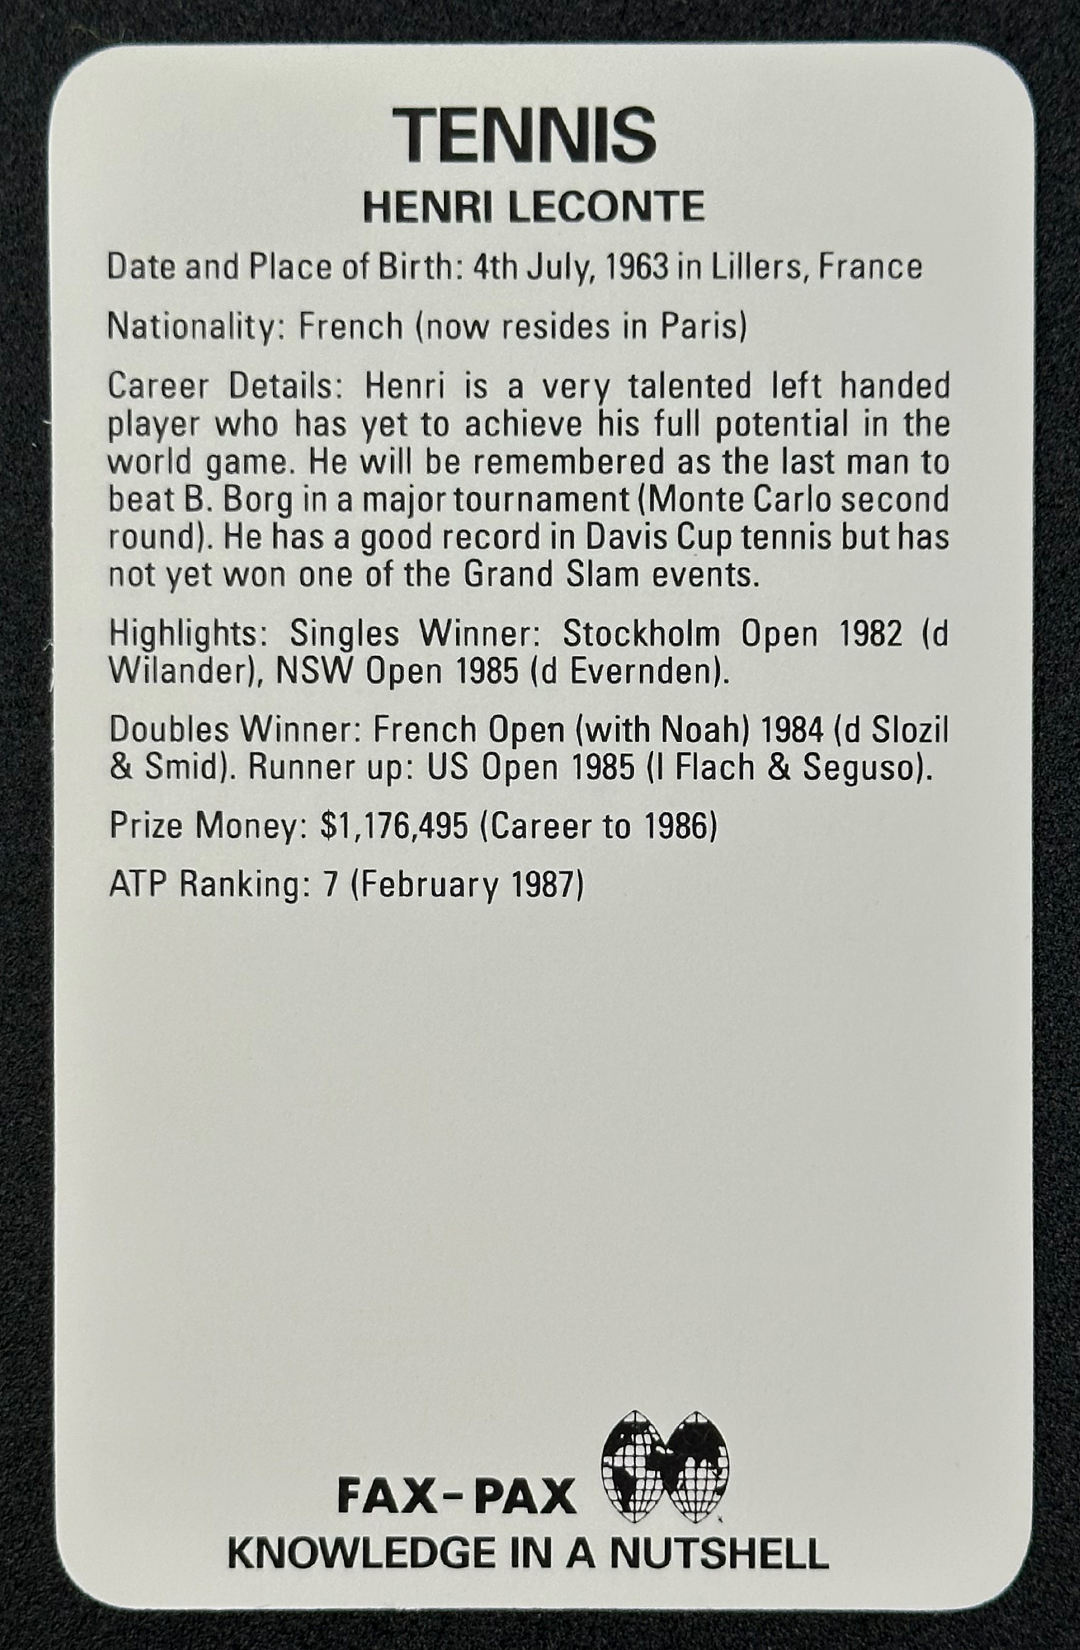 TENNIS
HENRI LECONTE
Date and Place of Birth: 4th July, 1963 in Lillers, France
Nationality: French (now resides in Paris)
Career Details: Henri is a very talented left handed
player who has yet to achieve his full potential in the
world game. He will be remembered as the last man to
beat B. Borg in a major tournament (Monte Carlo second
round). He has a good record in Davis Cup tennis but has
not yet won one of the Grand Slam events.
Highlights: Singles Winner: Stockholm Open 1982 (d
Wilander), NSW Open 1985 (d Evernden).
Doubles Winner: French Open (with Noah) 1984 (d Slozil
& Smid). Runner up: US Open 1985 (l Flach & Seguso).
Prize Money: $1,176,495 (Career to 1986)
ATP Ranking: 7 (February 1987)
FAX-PAX
KNOWLEDGE IN A NUTSHELL